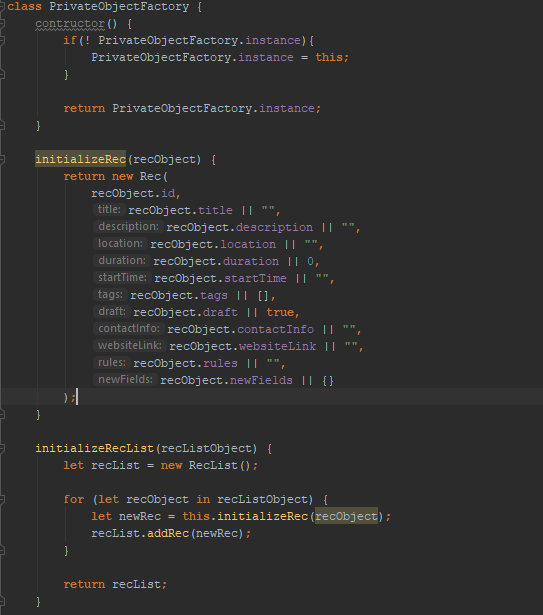 class PrivateObjectFactory {
contructor() {
if(! PrivateObjectFactory.instance){
PrivateObjectFactory.instance = this;
}
return PrivateObjectFactory.instance;
}
initializeRec(recObject) {
return new Rec(
recObject.id,
title: recObject.title || "",
description: recObject.description || "",
location: recObject.location || "",
duration: recObject.duration || 0,
startTime: recObject.startTime || "",
tags: recObject.tags || [],
draft: recObject.draft || true,
contactInfo: recObject.contactInfo || "",
websiteLink: recObject.websiteLink || "",
rules: recObject.rules || "",
newFields: recObject.newFields || {}
);
}
initializeRecList(recListObject) {
let recList = new RecList();
for (let recObject in recListObject) {
let newRec = this.initializeRec(recObject);
recList.addRec(newRec);
}
return recList;
}